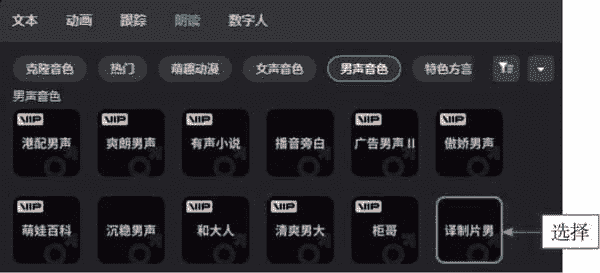 文本 动画 跟踪 朗读 数字人
克隆音色 热门 萌趣动漫 女声音色 男声音色 特色方言
男声音色
VIP VIP VIP VIP VIP
港配男声 爽朗男声 有声小说 播音旁白 广告男声 II 傲娇男声
VIP VIP VIP
萌娃百科 沉稳男声 和大人 清爽男大 柜哥 译制片男
选择